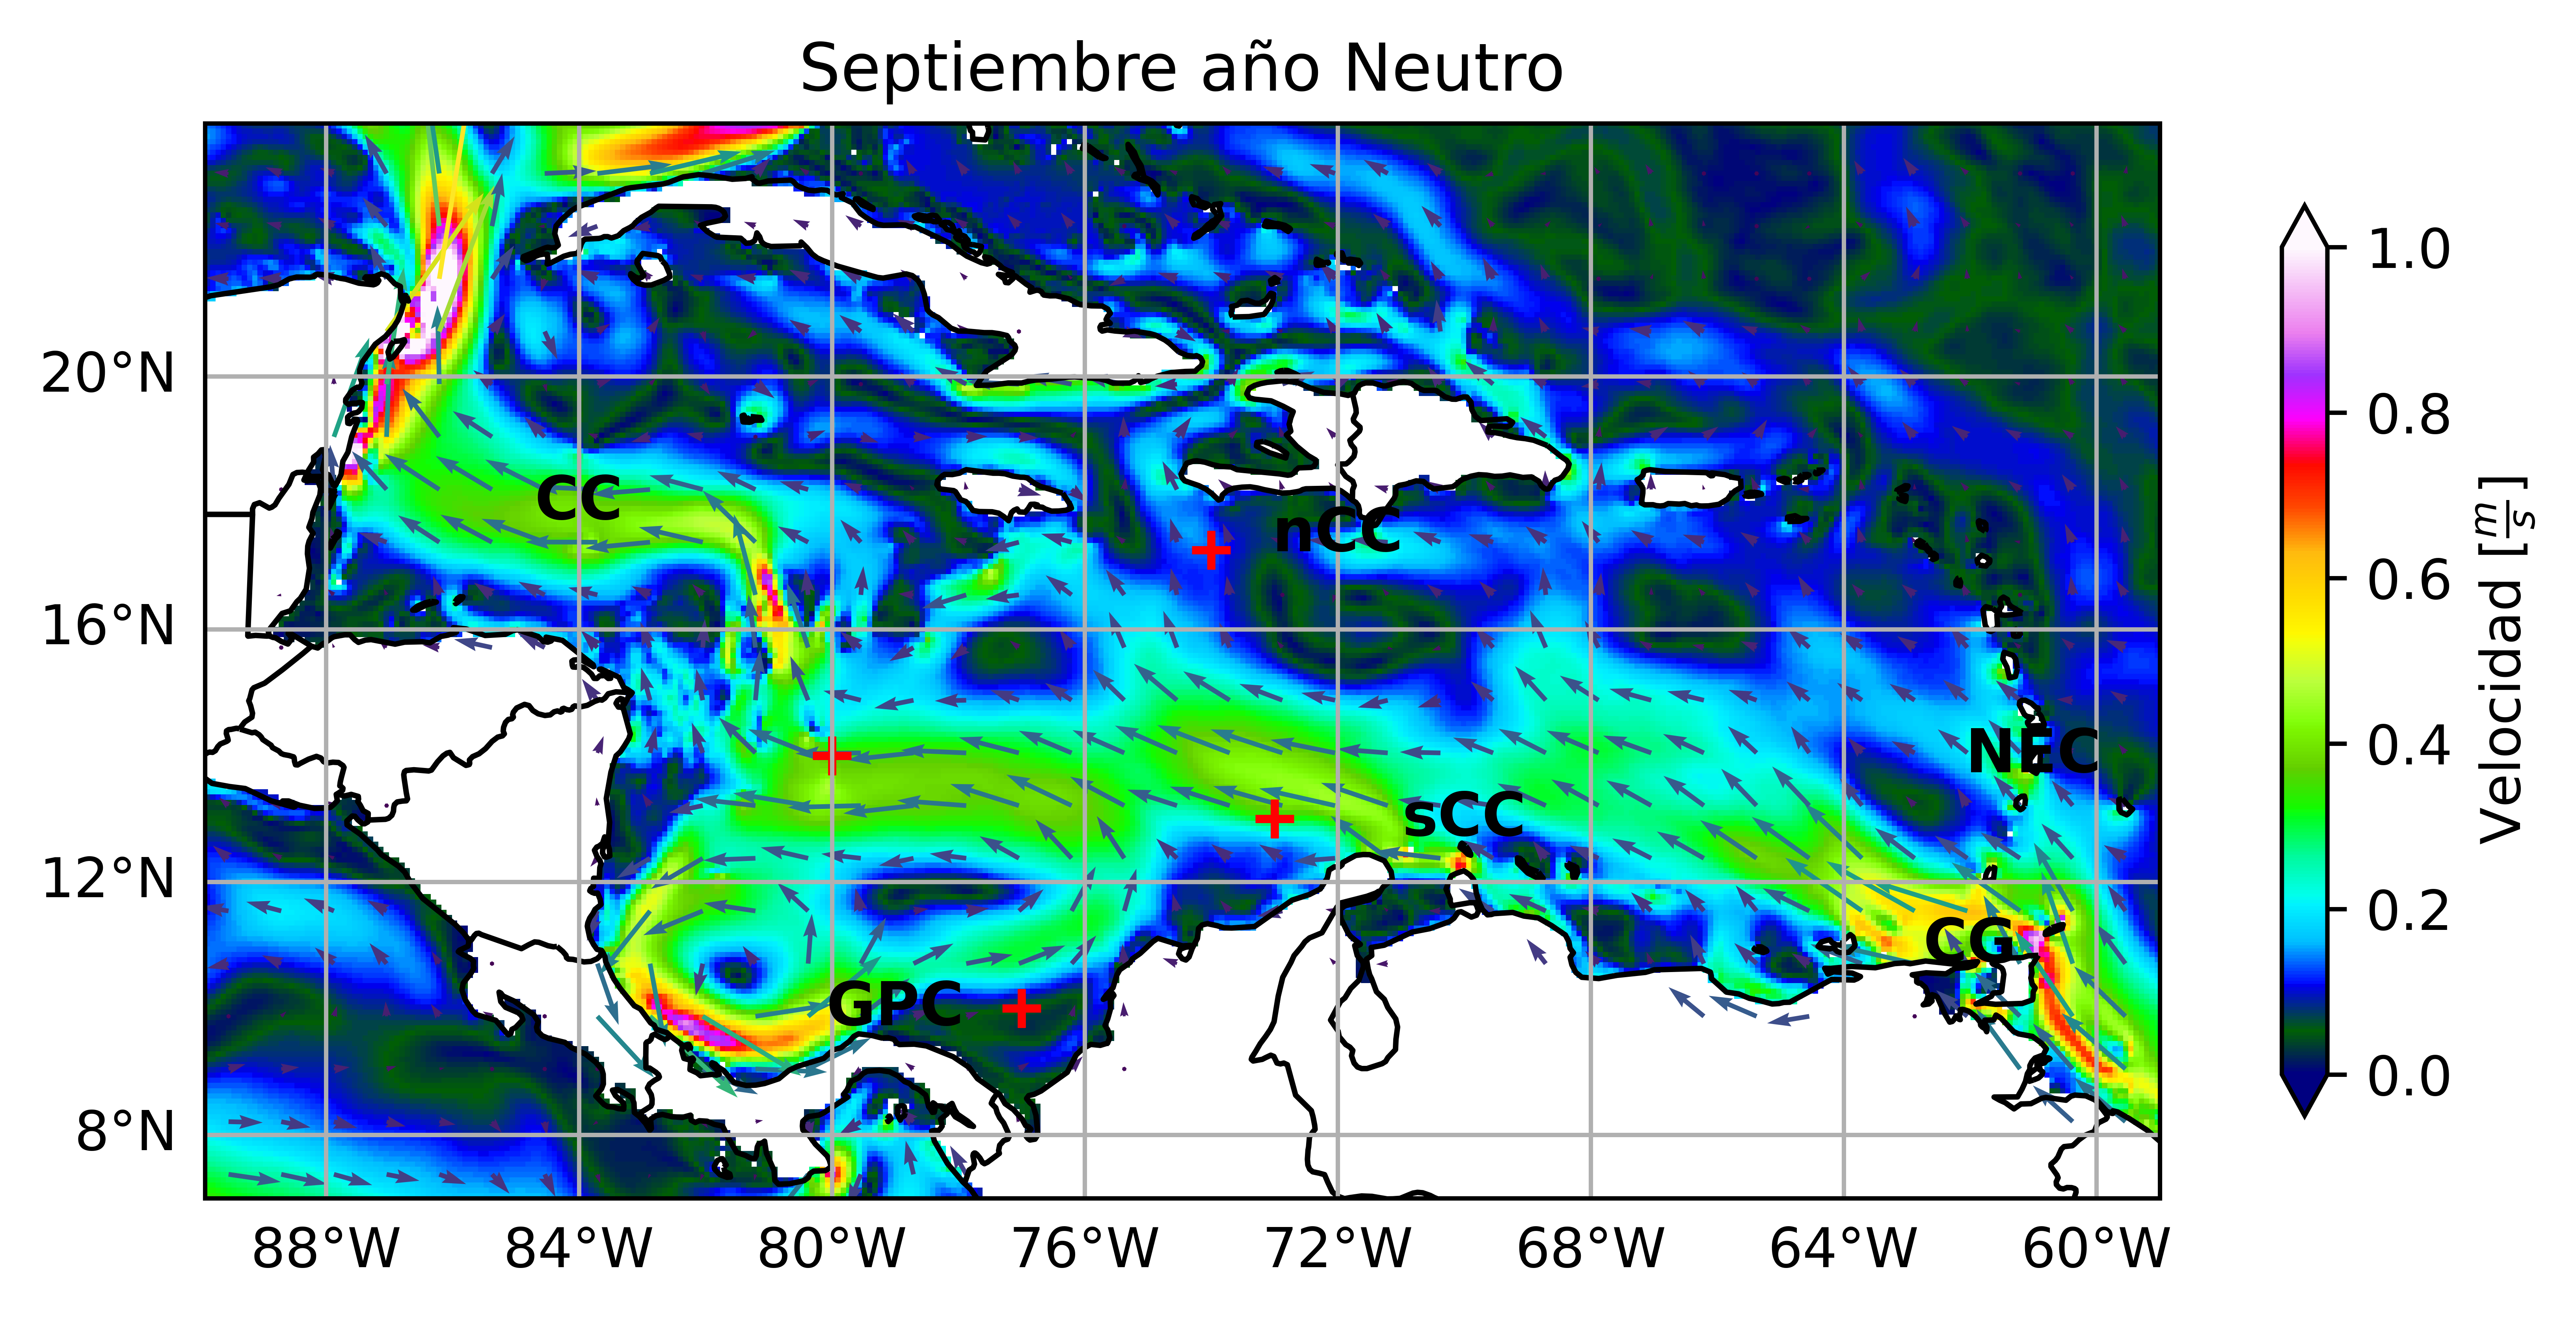 Septiembre año Neutro
20°N
16°N
12°N
8°N
CC
nCC
NEC
sCC
CG
GPC
88°W 84°W 80°W 76°W 72°W 68°W 64°W 60°W
1.0
0.8
0.6
0.4
0.2
0.0
Velocidad [m/s]